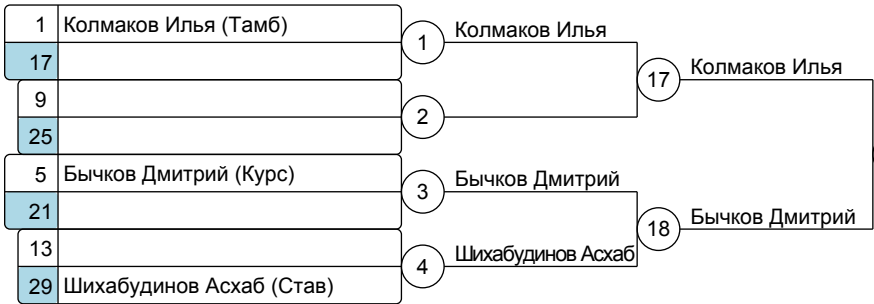 1 Колмаков Илья (Тамб)
17
9
25
5 Бычков Дмитрий (Курс)
21
13
29 Шихабудинов Асхаб (Став)
1 Колмаков Илья
2
3 Бычков Дмитрий
4 Шихабудинов Асхаб
17 Колмаков Илья
18 Бычков Дмитрий